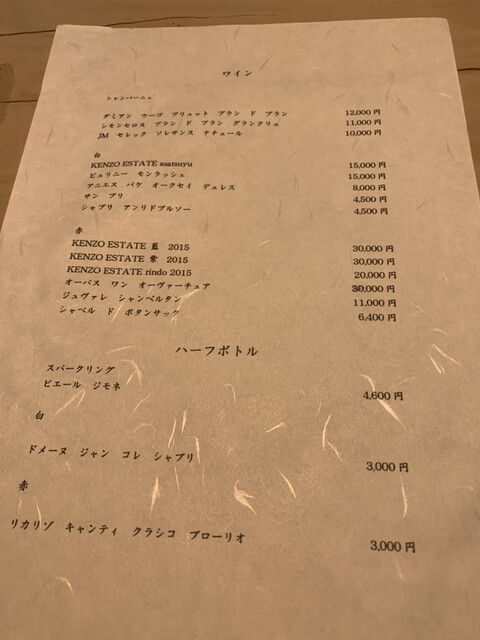 ワイン
シャンパーニュ
ダミアン ウーゴ ブリュット ブラン ド ブラン 12,000 円
シモンセロス ブラン ド ブラン グランクリュ 11,000 円
JM セレック ソレサンス ナチュール 10,000 円
白
KENZO ESTATE asatsuyu 15,000 円
ピュリニー モンラッシェ 15,000 円
アニエス パケ オークセイ デュレス 8,000 円
サン ブリ 4,500 円
シャブリ アンリドブルソー 4,500 円
赤
KENZO ESTATE 藍 2015 30,000 円
KENZO ESTATE 紫 2015 30,000 円
KENZO ESTATE rindo 2015 20,000 円
オーパス ワン オーヴァーチュア 30,000 円
ジュヴァレ シャンベルタン 11,000 円
シャペル ド ポタンサック 6,400 円
ハーフボトル
スパークリング
ピエール ジモネ 4,600 円
白
ドメーヌ ジャン コレ シャブリ 3,000 円
赤
リカリゾ キャンティ クラシコ ブローリオ 3,000 円